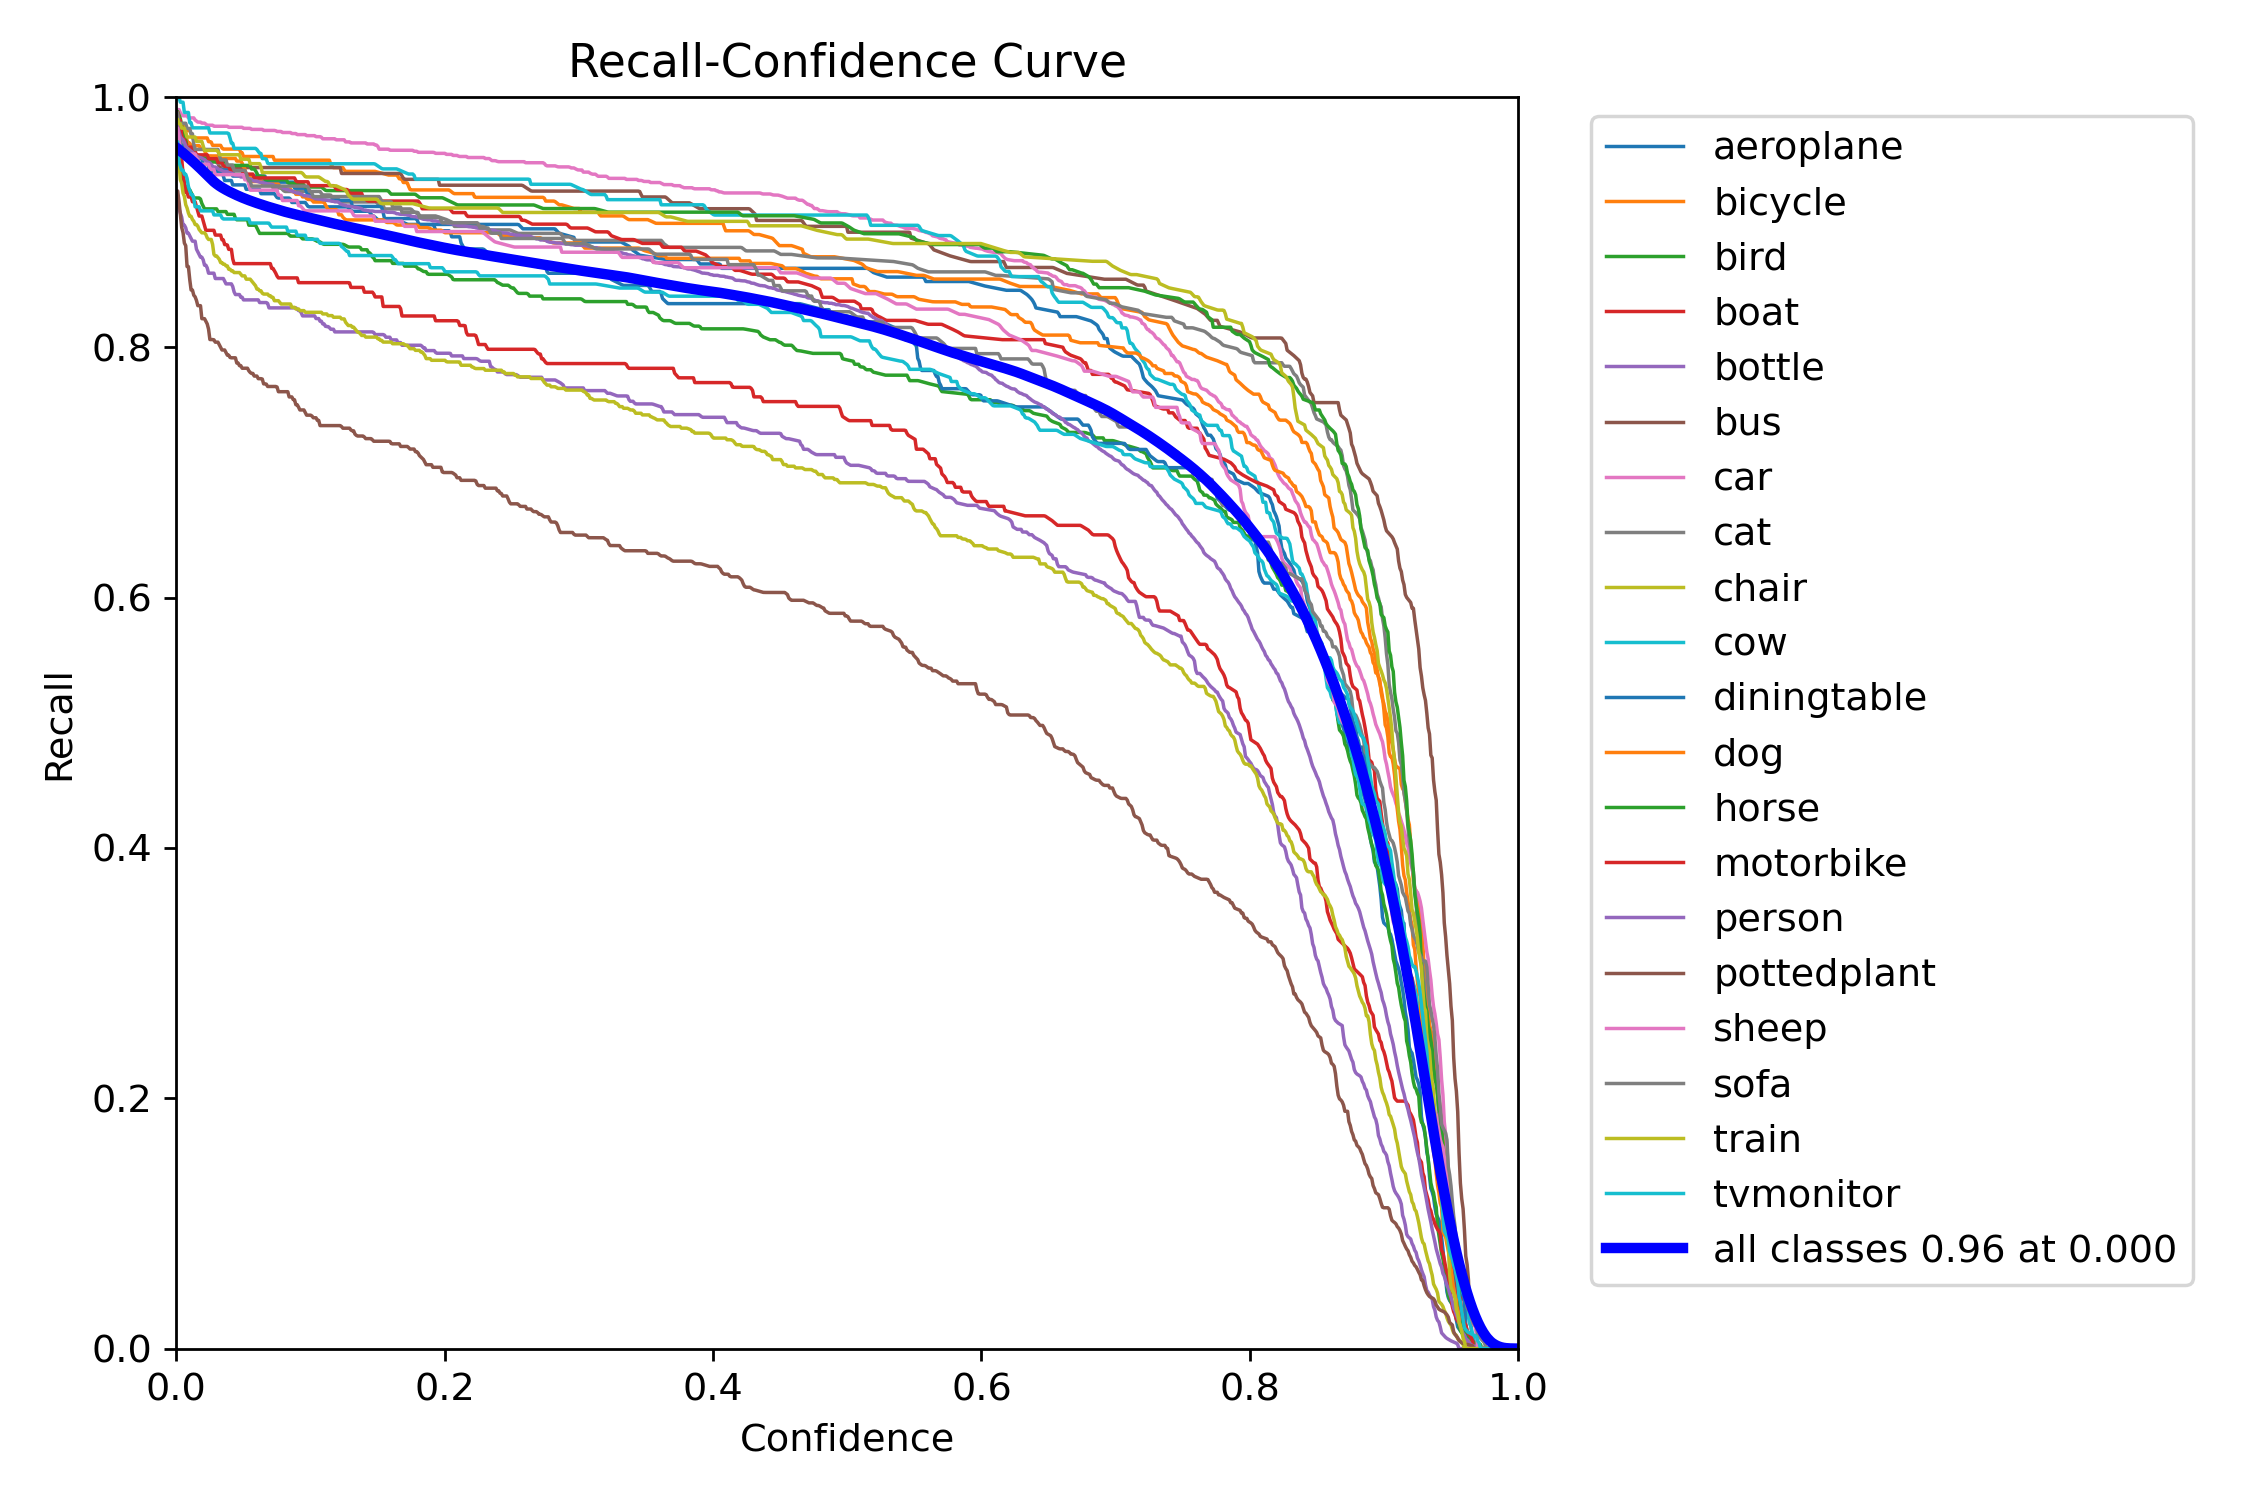 Recall-Confidence Curve
1.0
0.8
0.6
0.4
0.2
0.0
Recall
0.0 0.2 0.4 0.6 0.8 1.0
Confidence
aeroplane
bicycle
bird
boat
bottle
bus
car
cat
chair
cow
diningtable
dog
horse
motorbike
person
pottedplant
sheep
sofa
train
tvmonitor
all classes 0.96 at 0.000